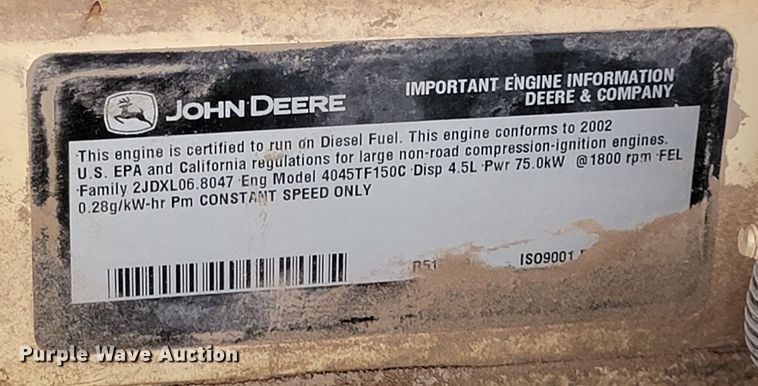 JOHN DEERE
IMPORTANT ENGINE INFORMATION
DEERE & COMPANY
This engine is certified to run on Diesel Fuel. This engine conforms to 2002
U.S. EPA and California regulations for large non-road compression-ignition engines.
Family 2JDXL06.8047 Eng Model 4045TF150C Disp 4.5L Pwr 75.0kW @1800 rpm FEL
0.28g/kW-hr Pm CONSTANT SPEED ONLY
ISO9001
Purple Wave Auction